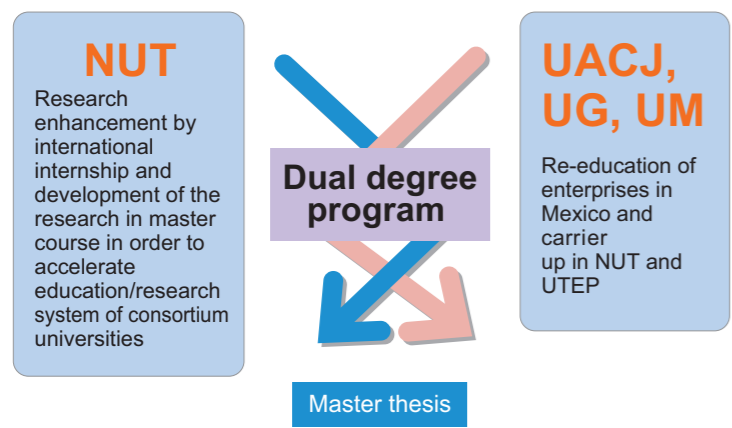 NUT
Research
enhancement by
international
internship and
development of the
research in master
course in order to
accelerate
education/research
system of consortium
universities
Dual degree
program
Master thesis
UACJ,
UG, UM
Re-education of
enterprises in
Mexico and
carrier
up in NUT and
UTEP